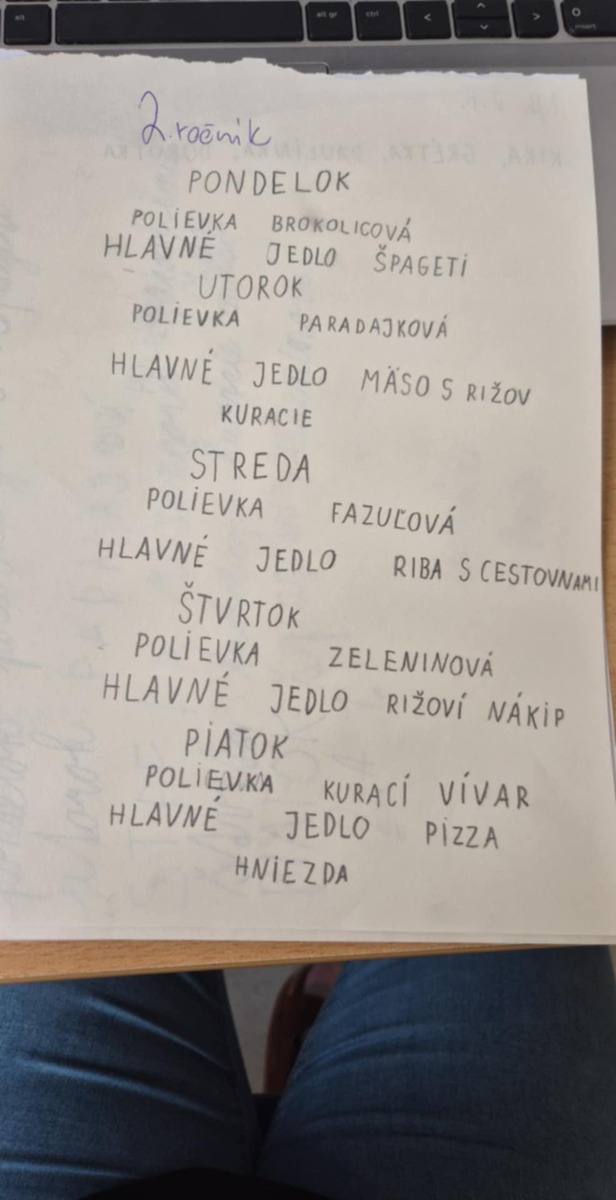 2. ročník
PONDELOK
POLIEVKA BROKOLICOVÁ
HLAVNÉ JEDLO ŠPAGETI
UTOROK
POLIEVKA PARADAJKOVÁ
HLAVNÉ JEDLO MÄSO S RIŽOV
KURACIE
STREDA
POLIEVKA FAZUĽOVÁ
HLAVNÉ JEDLO RIBA S CESTOVNAMI
ŠTVRTOK
POLIEVKA ZELENINOVÁ
HLAVNÉ JEDLO RIŽOVÍ NÁKIP
PIATOK
POLIEVKA KURACÍ VÍVAR
HLAVNÉ JEDLO PIZZA
HNIEZDA